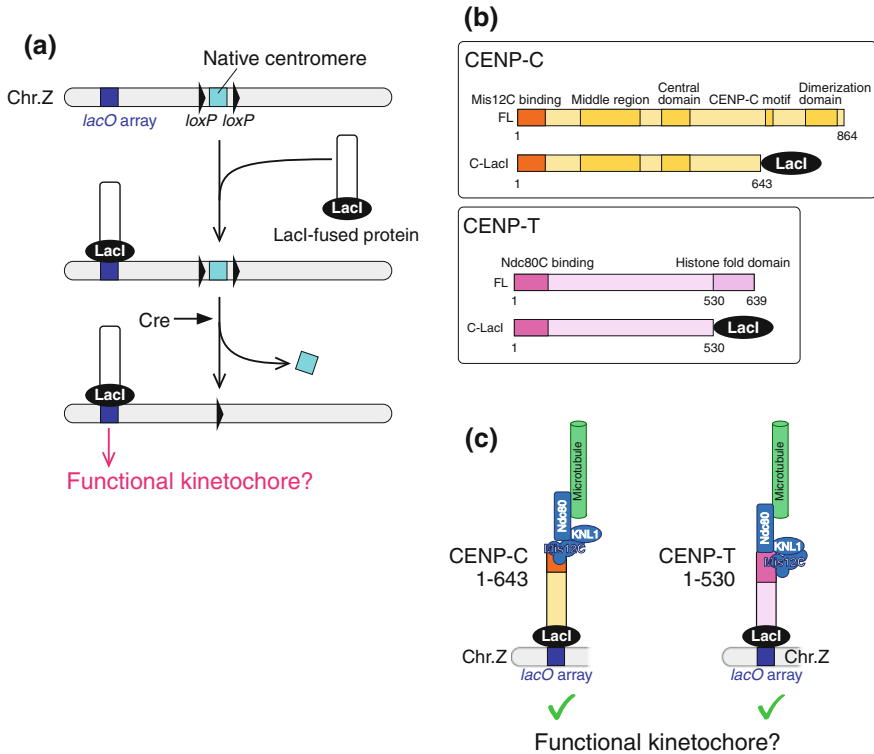 (a)
Native centromere
Chr.Z
lacO array
loxP loxP
LacI
LacI
LacI-fused protein
Cre
LacI
Functional kinetochore?
(b)
CENP-C
Mis12C binding
Middle region
Central
domain
CENP-C motif
Dimerization
domain
FL
1
864
C-LacI
LacI
1
643
CENP-T
Ndc80C binding
Histone fold domain
FL
1
530
639
C-LacI
LacI
1
530
(c)
Microtubule
Ndc80
KNL1
Mis12C
CENP-C
1-643
LacI
Chr.Z
lacO array
Microtubule
Ndc80
KNL1
Mis12C
CENP-T
1-530
LacI
Chr.Z
lacO array
Functional kinetochore?